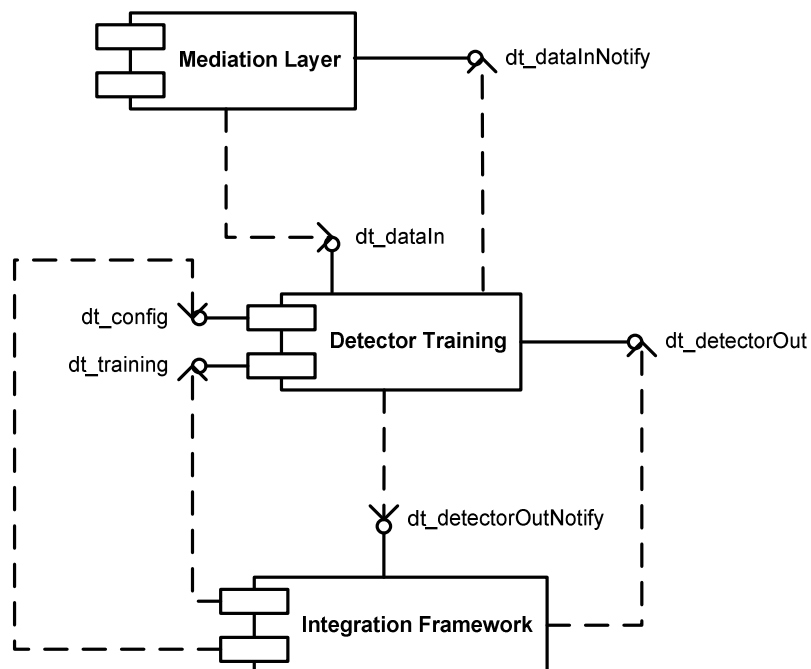 Mediation Layer
dt_dataInNotify
dt_dataIn
dt_config
Detector Training
dt_detectorOut
dt_training
dt_detectorOutNotify
Integration Framework